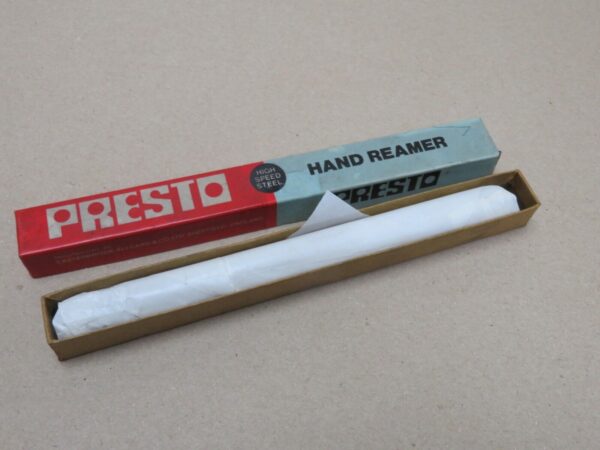 PRESTO
HIGH
SPEED
STEEL
HAND REAMER
PRESTO